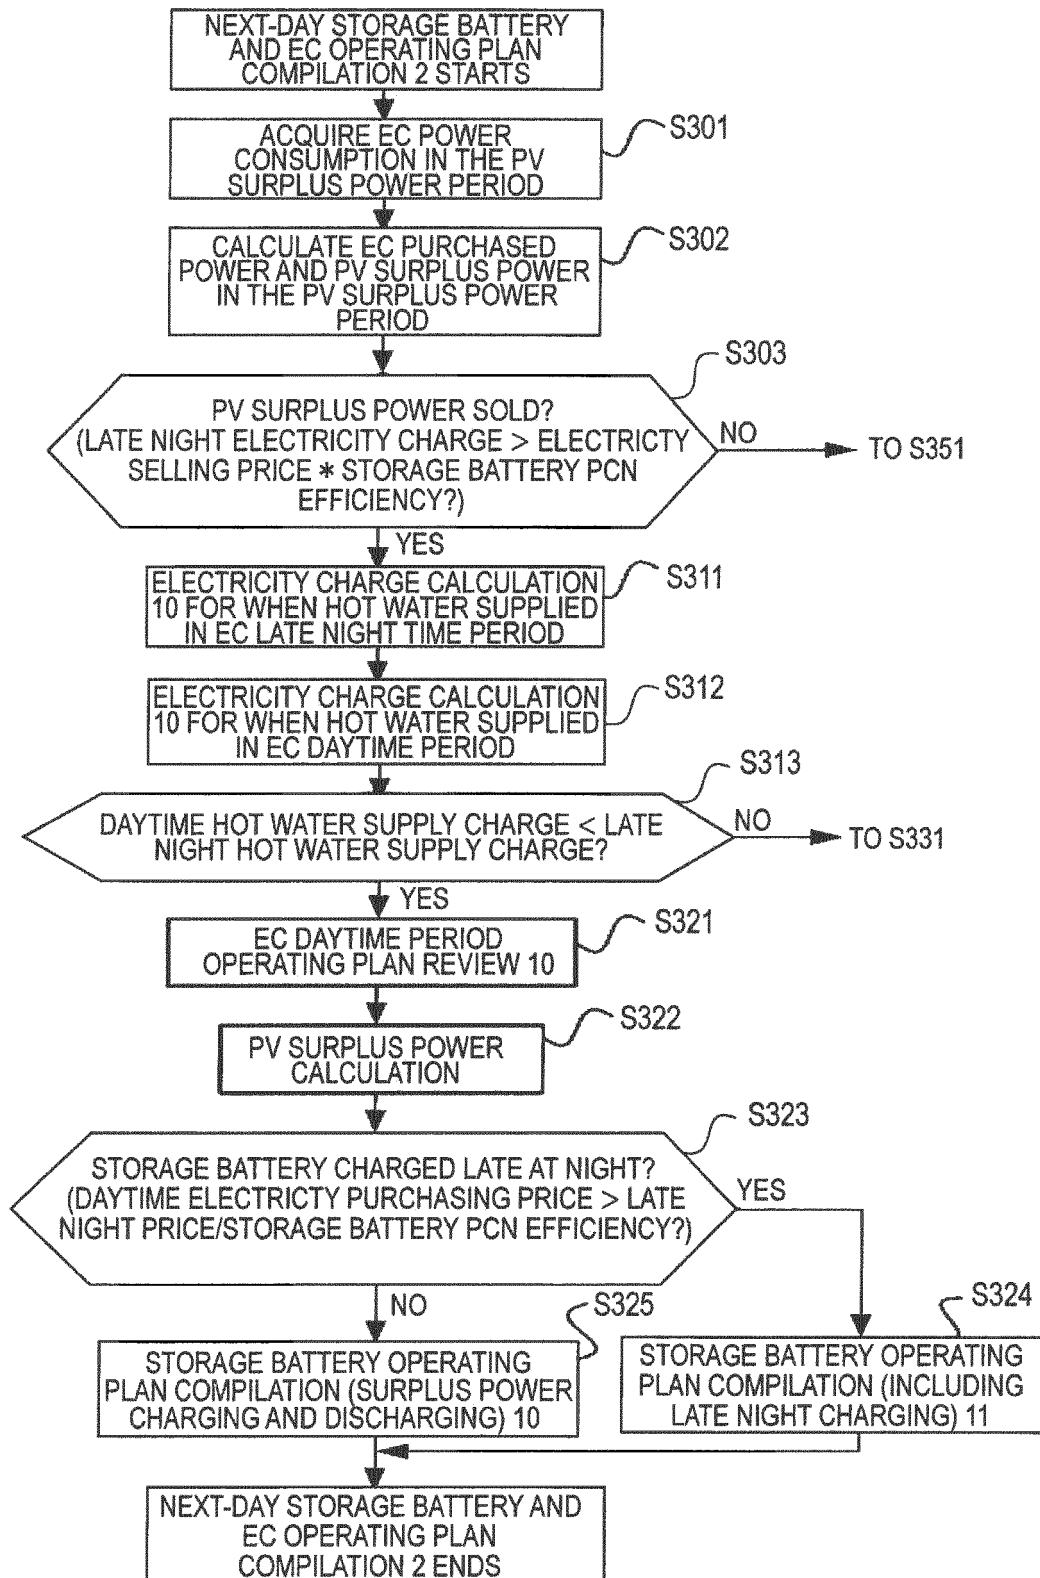 NEXT-DAY STORAGE BATTERY
AND EC OPERATING PLAN
COMPILATION 2 STARTS
S301
ACQUIRE EC POWER
CONSUMPTION IN THE PV
SURPLUS POWER PERIOD
S302
CALCULATE EC PURCHASED
POWER AND PV SURPLUS POWER
IN THE PV SURPLUS POWER
PERIOD
S303
PV SURPLUS POWER SOLD?
(LATE NIGHT ELECTRICITY CHARGE > ELECTRICTY
SELLING PRICE * STORAGE BATTERY PCN
EFFICIENCY?)
NO
TO S351
YES
S311
ELECTRICITY CHARGE CALCULATION
10 FOR WHEN HOT WATER SUPPLIED
IN EC LATE NIGHT TIME PERIOD
S312
ELECTRICITY CHARGE CALCULATION
10 FOR WHEN HOT WATER SUPPLIED
IN EC DAYTIME PERIOD
S313
DAYTIME HOT WATER SUPPLY CHARGE < LATE
NIGHT HOT WATER SUPPLY CHARGE?
NO
TO S331
YES
S321
EC DAYTIME PERIOD
OPERATING PLAN REVIEW 10
S322
PV SURPLUS POWER
CALCULATION
S323
STORAGE BATTERY CHARGED LATE AT NIGHT?
(DAYTIME ELECTRICTY PURCHASING PRICE > LATE
NIGHT PRICE/STORAGE BATTERY PCN EFFICIENCY?)
YES
NO
S325
STORAGE BATTERY OPERATING
PLAN COMPILATION (SURPLUS POWER
CHARGING AND DISCHARGING) 10
S324
STORAGE BATTERY OPERATING
PLAN COMPILATION (INCLUDING
LATE NIGHT CHARGING) 11
NEXT-DAY STORAGE BATTERY AND
EC OPERATING PLAN
COMPILATION 2 ENDS